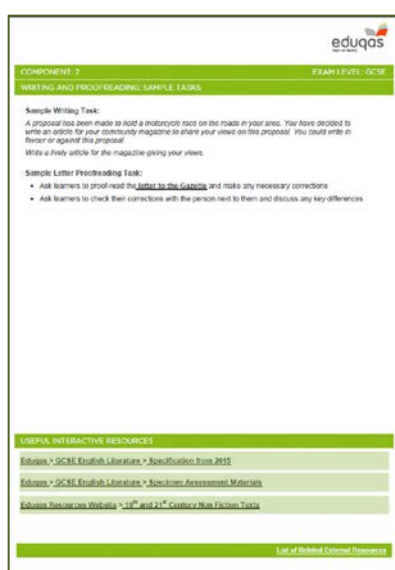 eduqas
COMPONENT: 2 EXAM LEVEL: GCSE
WRITING AND PROOFREADING: SAMPLE TASKS
Sample Writing Task:
A proposal has been made to hold a motorcycle race on the roads in your area. You have decided to
write an article for your community magazine to share your views on this proposal. You could write in
favour or against this proposal
Write a lively article for the magazine giving your views.
Sample Letter Proofreading Task:
• Ask learners to proof-read the letter to the Gazette and make any necessary corrections
• Ask learners to check their corrections with the person next to them and discuss any key differences
USEFUL INTERACTIVE RESOURCES
Eduqas > GCSE English Literature > Specification from 2015
Eduqas > GCSE English Literature > Specimen Assessment Materials
Eduqas Resources Website > 19th and 21st Century Non Fiction Texts
List of Related External Resources